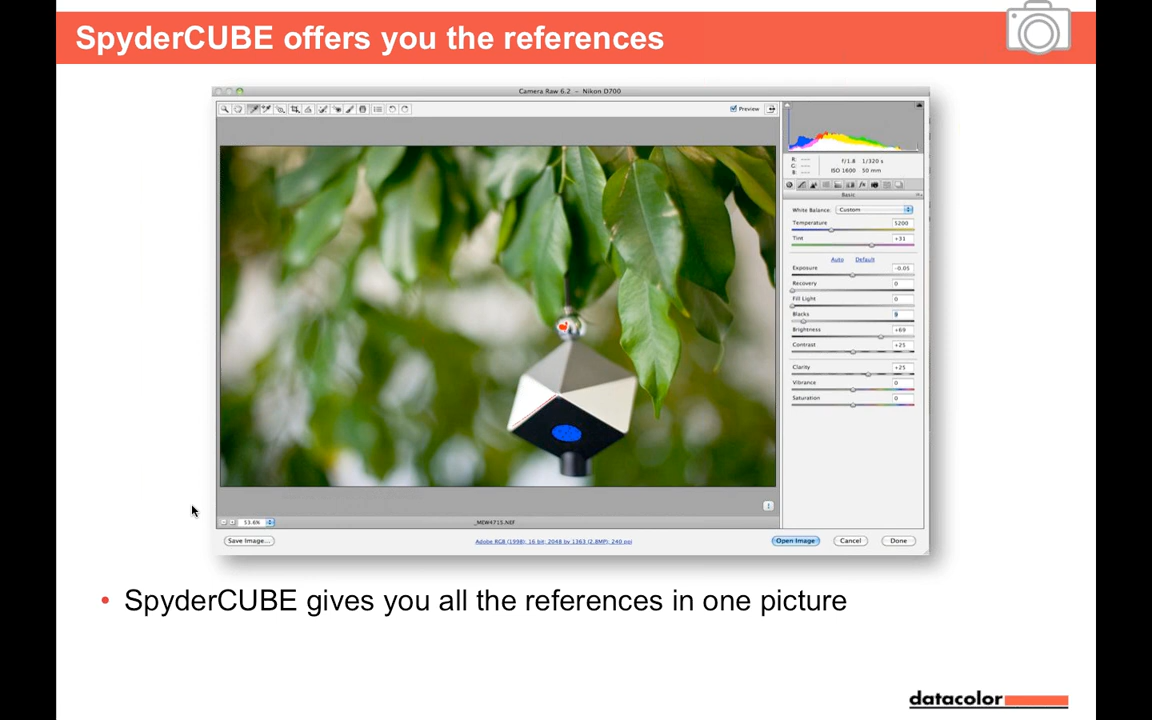 SpyderCUBE offers you the references
Camera Raw 6.2 – Nikon D700
Preview
R: ---
G: ---
B: ---
f/1.8 1/320 s
ISO 1600 50 mm
Basic
White Balance: Custom
Temperature 5200
Tint +31
Auto Default
Exposure -0.05
Recovery 0
Fill Light 0
Blacks 9
Brightness +69
Contrast +25
Clarity +25
Vibrance 0
Saturation 0
53.6% _MEW4715.NEF
Save Image... Adobe RGB (1998); 16 bit; 2048 by 1363 (2.8MP); 240 ppi Open Image Cancel Done
• SpyderCUBE gives you all the references in one picture
datacolor